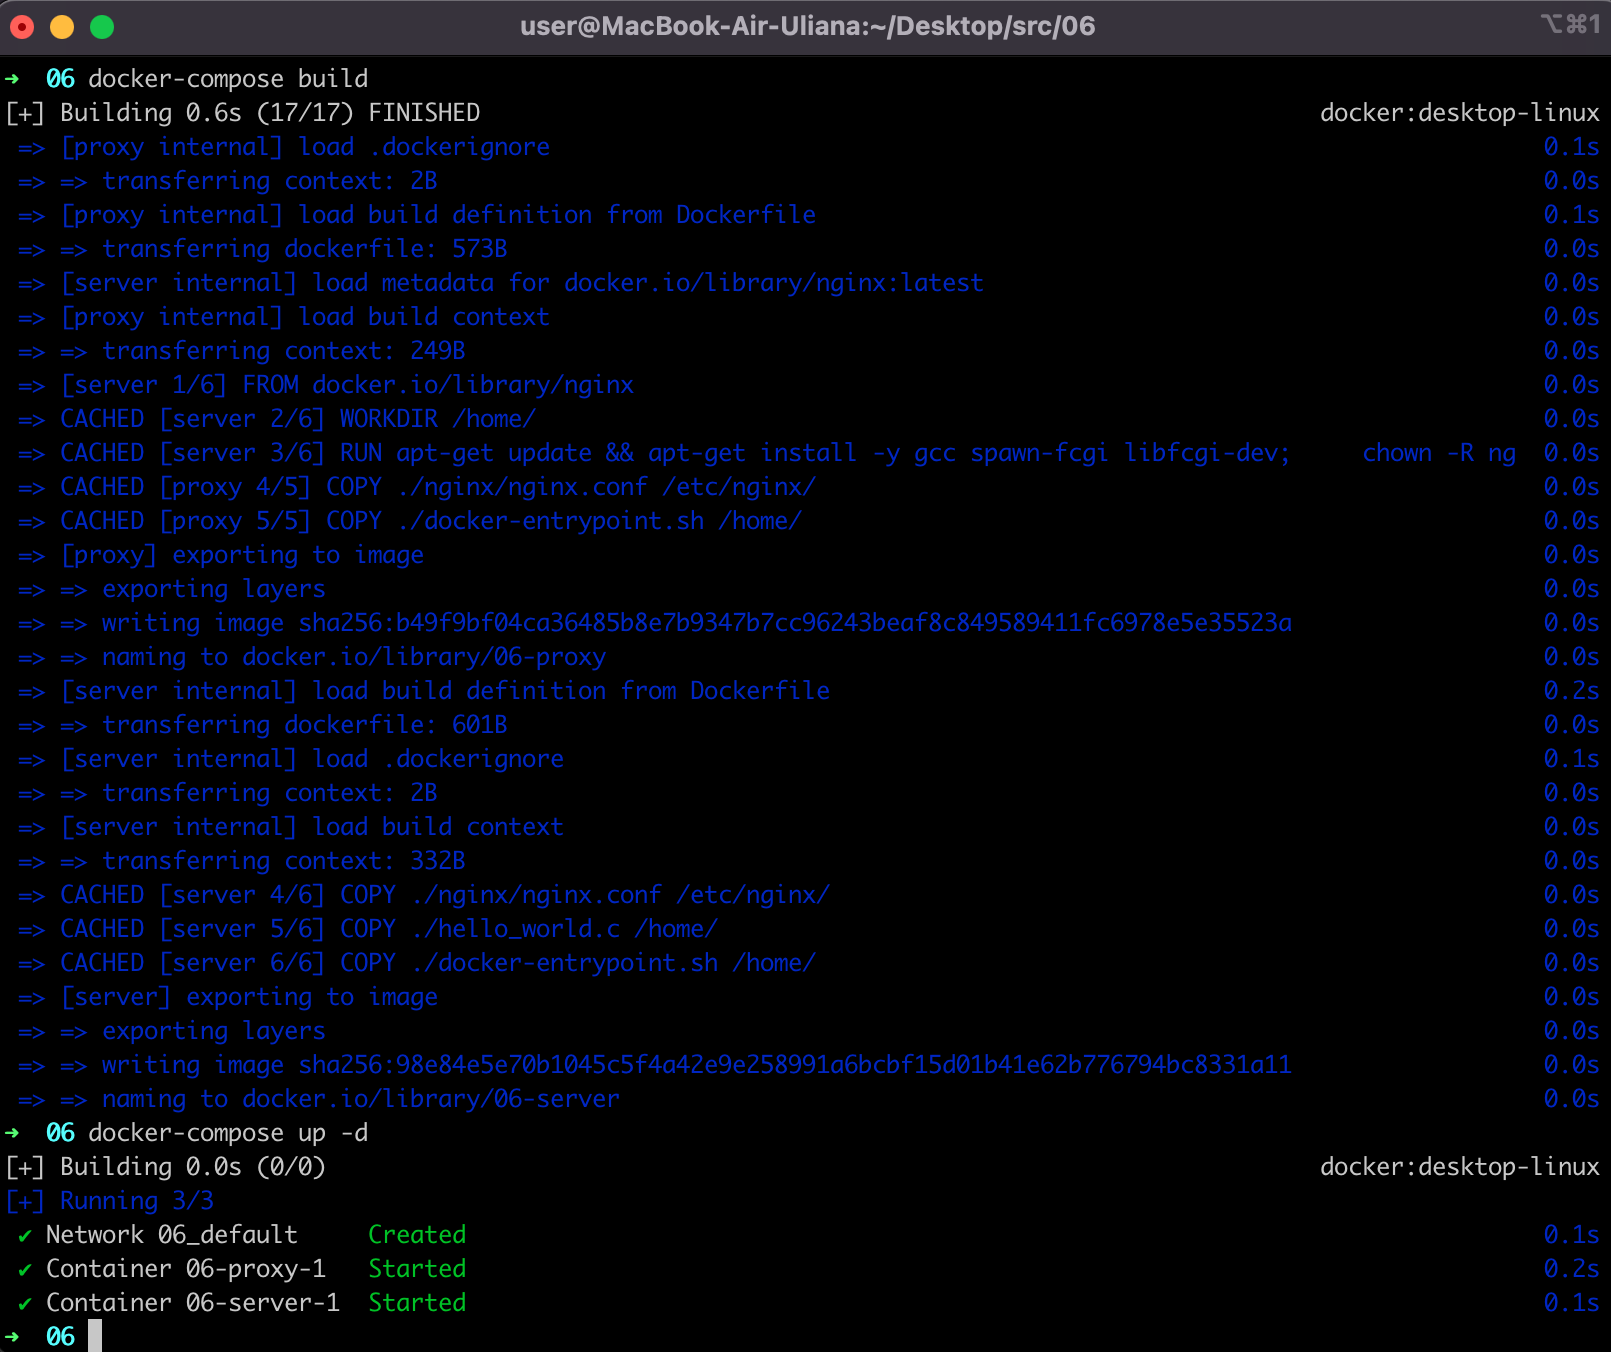 user@MacBook-Air-Uliana:~/Desktop/src/06 ⌥⌘1
➜ 06 docker-compose build
[+] Building 0.6s (17/17) FINISHED docker:desktop-linux
=> [proxy internal] load .dockerignore 0.1s
=> => transferring context: 2B 0.0s
=> [proxy internal] load build definition from Dockerfile 0.1s
=> => transferring dockerfile: 573B 0.0s
=> [server internal] load metadata for docker.io/library/nginx:latest 0.0s
=> [proxy internal] load build context 0.0s
=> => transferring context: 249B 0.0s
=> [server 1/6] FROM docker.io/library/nginx 0.0s
=> CACHED [server 2/6] WORKDIR /home/ 0.0s
=> CACHED [server 3/6] RUN apt-get update && apt-get install -y gcc spawn-fcgi libfcgi-dev;     chown -R ng 0.0s
=> CACHED [proxy 4/5] COPY ./nginx/nginx.conf /etc/nginx/ 0.0s
=> CACHED [proxy 5/5] COPY ./docker-entrypoint.sh /home/ 0.0s
=> [proxy] exporting to image 0.0s
=> => exporting layers 0.0s
=> => writing image sha256:b49f9bf04ca36485b8e7b9347b7cc96243beaf8c849589411fc6978e5e35523a 0.0s
=> => naming to docker.io/library/06-proxy 0.0s
=> [server internal] load build definition from Dockerfile 0.2s
=> => transferring dockerfile: 601B 0.0s
=> [server internal] load .dockerignore 0.1s
=> => transferring context: 2B 0.0s
=> [server internal] load build context 0.0s
=> => transferring context: 332B 0.0s
=> CACHED [server 4/6] COPY ./nginx/nginx.conf /etc/nginx/ 0.0s
=> CACHED [server 5/6] COPY ./hello_world.c /home/ 0.0s
=> CACHED [server 6/6] COPY ./docker-entrypoint.sh /home/ 0.0s
=> [server] exporting to image 0.0s
=> => exporting layers 0.0s
=> => writing image sha256:98e84e5e70b1045c5f4a42e9e258991a6bcbf15d01b41e62b776794bc8331a11 0.0s
=> => naming to docker.io/library/06-server 0.0s
➜ 06 docker-compose up -d
[+] Building 0.0s (0/0) docker:desktop-linux
[+] Running 3/3
✔ Network 06_default Created 0.1s
✔ Container 06-proxy-1 Started 0.2s
✔ Container 06-server-1 Started 0.1s
➜ 06